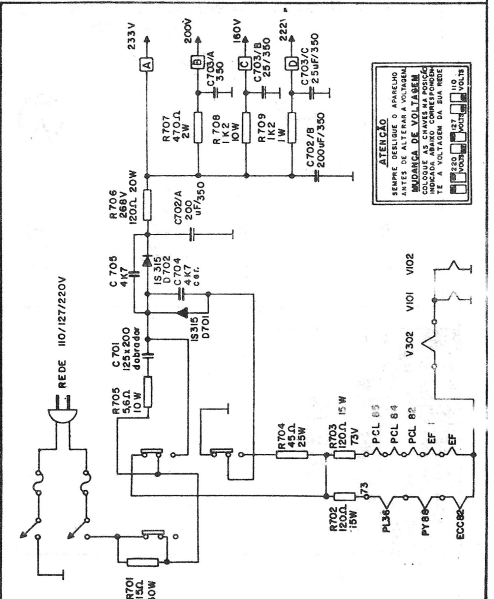 233V
200V
160V
222V
A
B
C
D
C703/A
350
C703/B
25/350
C703/C
25uF/350
R707
470Ω
2W
R708
1K2
10W
R709
1K2
1W
C702/B
200uF/350
R706
268V
120Ω 20W
C702/A
200
uF/350
C705
4K7
IS315
D702
C704
4K7
cer.
IS315
D701
C701
125x200
dobrador
R705
5,6Ω
10W
REDE 110/127/220V
R701
15Ω
R704
45Ω
25W
R703
120Ω 15W
73V
R702
120Ω
15W
73
PCL 85
PCL 84
PCL 82
EF
EF
PL36
PY88
ECC82
V302
V101
V102
ATENÇÃO
SEMPRE DESLIGUE O APARELHO
ANTES DE ALTERAR A VOLTAGEM
MUDANÇA DE VOLTAGEM
COLOQUE AS CHAVES NA POSIÇÃO
INDICADA ABAIXO CORRESPONDEN
TE A VOLTAGEM DA SUA REDE
220 VOLTS
127 VOLTS
110 VOLTS